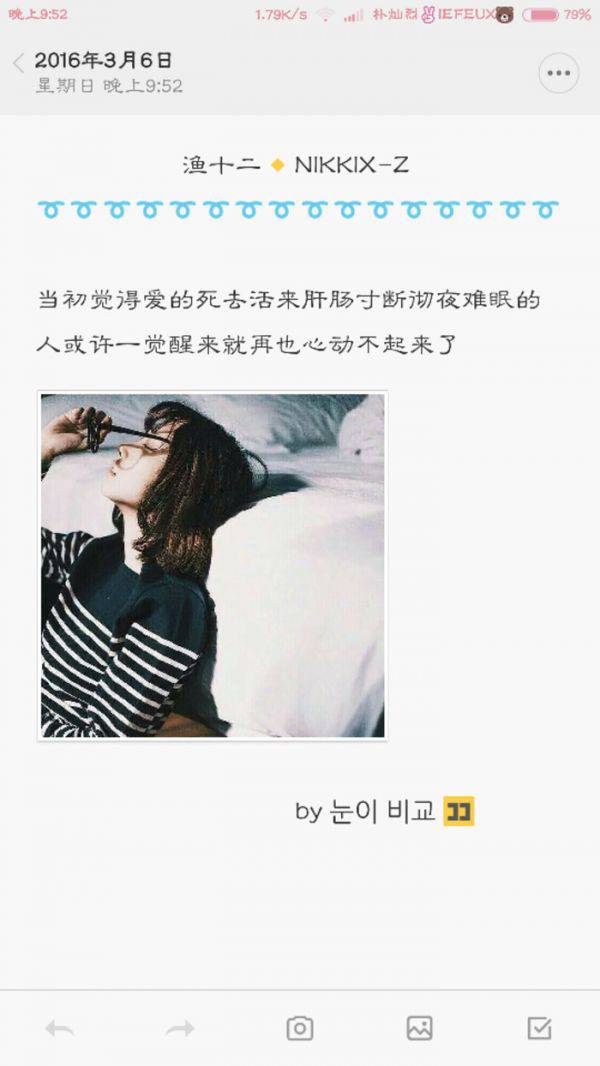 晚上9:52 1.79K/s 朴灿烈✌IEFEUX🐻 79%
2016年3月6日
星期日 晚上9:52
渔十二🔸NIKKIX-Z
➰➰➰➰➰➰➰➰➰➰➰➰➰➰➰➰
当初觉得爱的死去活来肝肠寸断彻夜难眠的
人或许一觉醒来就再也心动不起来了
by 눈이 비교 🈁